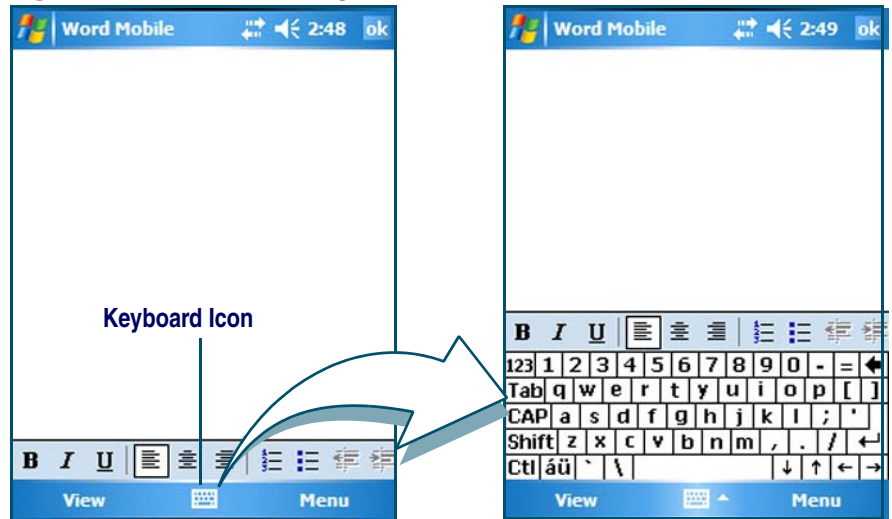 Word Mobile 2:48 ok
Keyboard Icon
B I U
View Menu
Word Mobile 2:49 ok
B I U
123 1 2 3 4 5 6 7 8 9 0 - =
Tab q w e r t y u i o p [ ]
CAP a s d f g h j k l ; '
Shift z x c v b n m , . /
Ctl áü ` \
View Menu